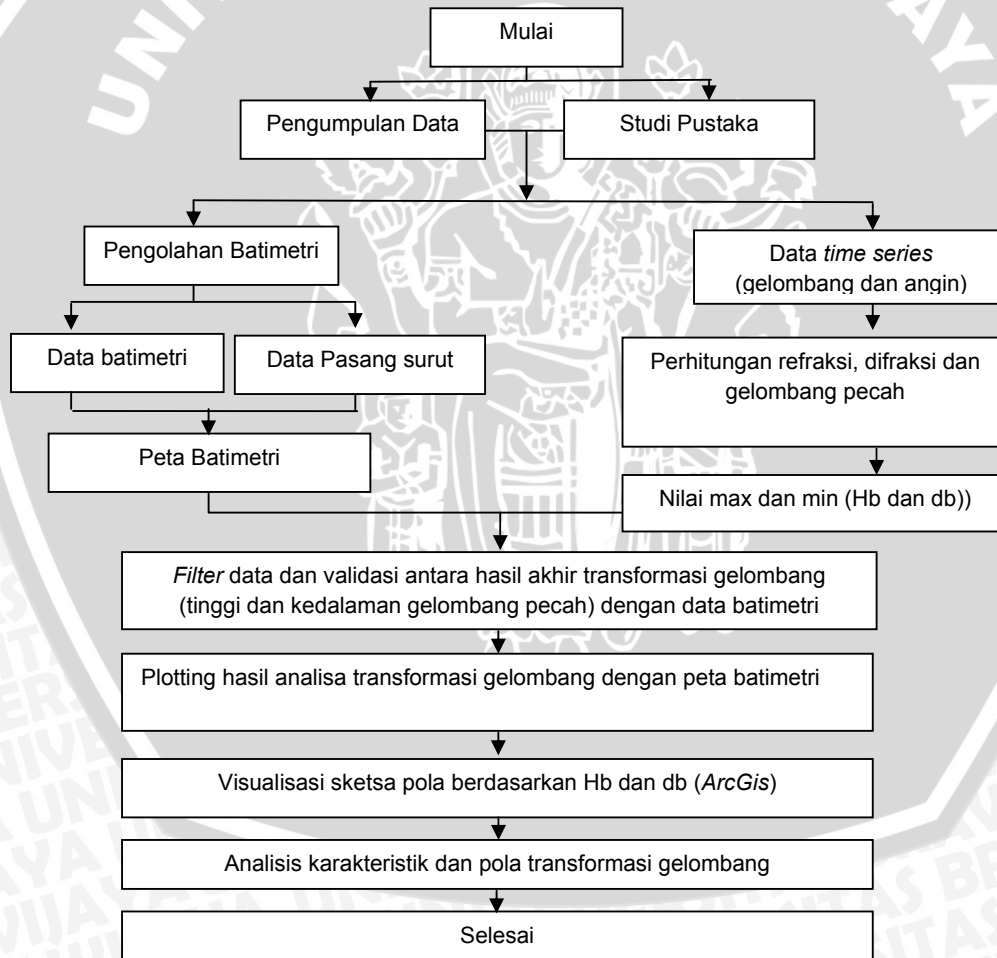 Mulai
Pengumpulan Data
Studi Pustaka
Pengolahan Batimetri
Data time series
(gelombang dan angin)
Data batimetri
Data Pasang surut
Perhitungan refraksi, difraksi dan
gelombang pecah
Peta Batimetri
Nilai max dan min (Hb dan db))
Filter data dan validasi antara hasil akhir transformasi gelombang
(tinggi dan kedalaman gelombang pecah) dengan data batimetri
Plotting hasil analisa transformasi gelombang dengan peta batimetri
Visualisasi sketsa pola berdasarkan Hb dan db (ArcGis)
Analisis karakteristik dan pola transformasi gelombang
Selesai